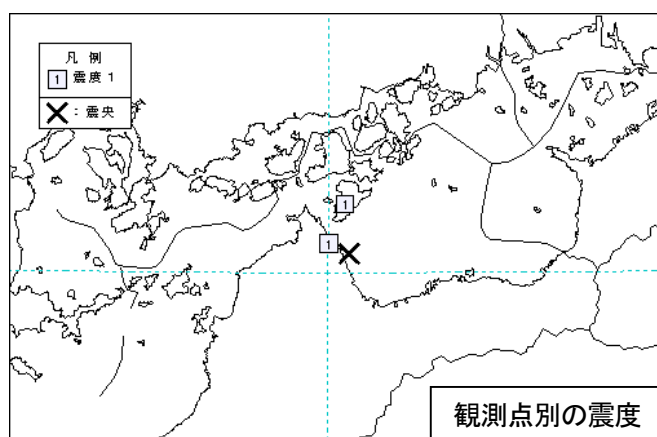 凡 例
1 震度 1
× : 震央
1
1
観測点別の震度